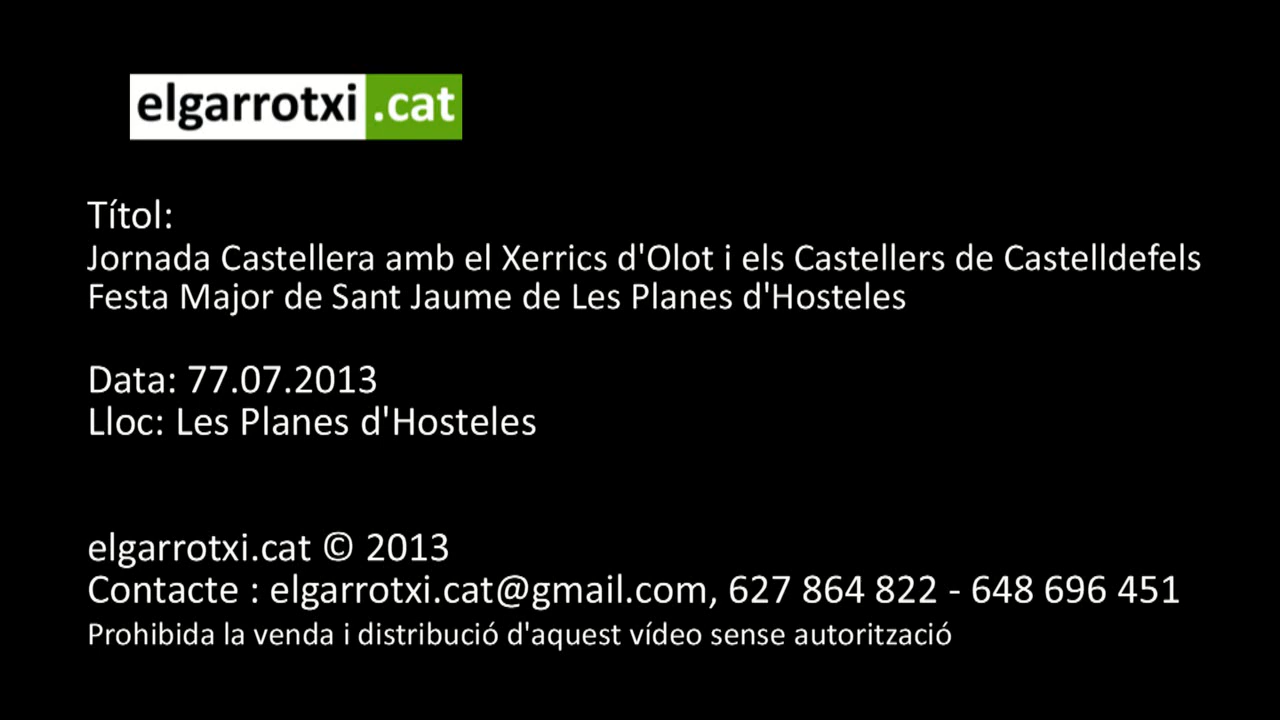 elgarrotxi .cat
Títol:
Jornada Castellera amb el Xerrics d'Olot i els Castellers de Castelldefels
Festa Major de Sant Jaume de Les Planes d'Hosteles
Data: 77.07.2013
Lloc: Les Planes d'Hosteles
elgarrotxi.cat © 2013
Contacte : elgarrotxi.cat@gmail.com, 627 864 822 - 648 696 451
Prohibida la venda i distribució d'aquest vídeo sense autorització